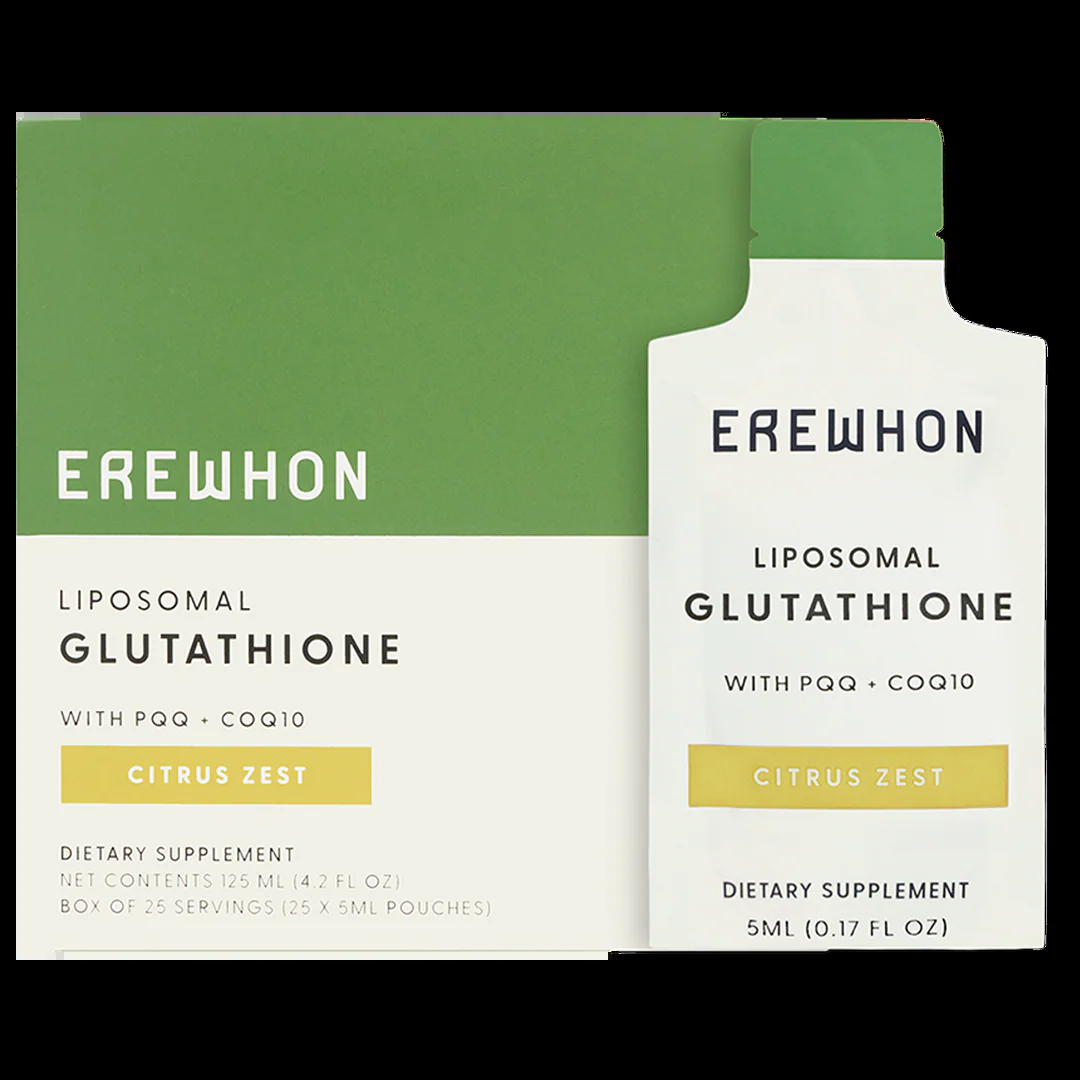 EREWHON
LIPOSOMAL
GLUTATHIONE
WITH PQQ + COQ10
CITRUS ZEST
DIETARY SUPPLEMENT
NET CONTENTS 125 ML (4.2 FL OZ)
BOX OF 25 SERVINGS (25 X 5ML POUCHES)
EREWHON
LIPOSOMAL
GLUTATHIONE
WITH PQQ + COQ10
CITRUS ZEST
DIETARY SUPPLEMENT
5ML (0.17 FL OZ)